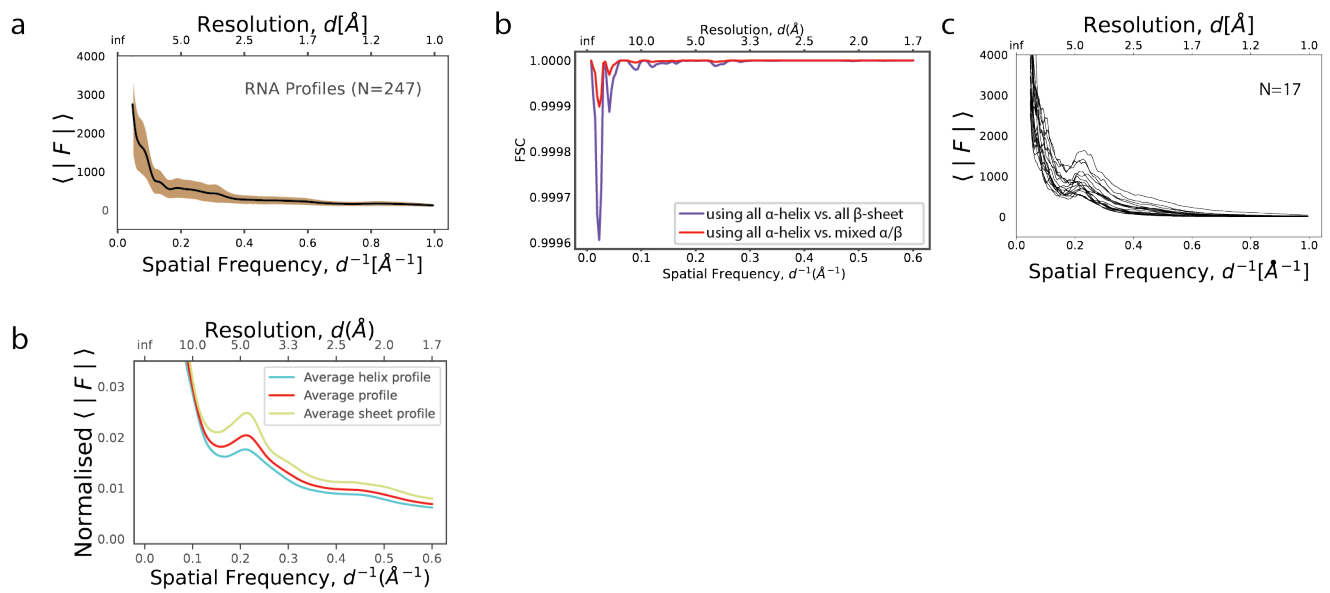 a
Resolution, d[Å]
inf 5.0 2.5 1.7 1.2 1.0
4000
3000
2000
1000
0
RNA Profiles (N=247)
⟨ | F | ⟩
0.0 0.2 0.4 0.6 0.8 1.0
Spatial Frequency, d⁻¹[Å⁻¹]
b
Resolution, d(Å)
inf 10.0 5.0 3.3 2.5 2.0 1.7
1.0000
0.9999
0.9998
0.9997
0.9996
FSC
using all α-helix vs. all β-sheet
using all α-helix vs. mixed α/β
0.0 0.1 0.2 0.3 0.4 0.5 0.6
Spatial Frequency, d⁻¹(Å⁻¹)
c
Resolution, d[Å]
inf 5.0 2.5 1.7 1.2 1.0
4000
3000
2000
1000
0
N=17
⟨ | F | ⟩
0.0 0.2 0.4 0.6 0.8 1.0
Spatial Frequency, d⁻¹[Å⁻¹]
b
Resolution, d(Å)
inf 10.0 5.0 3.3 2.5 2.0 1.7
0.03
0.02
0.01
0.00
Normalised ⟨ | F | ⟩
Average helix profile
Average profile
Average sheet profile
0.0 0.1 0.2 0.3 0.4 0.5 0.6
Spatial Frequency, d⁻¹(Å⁻¹)